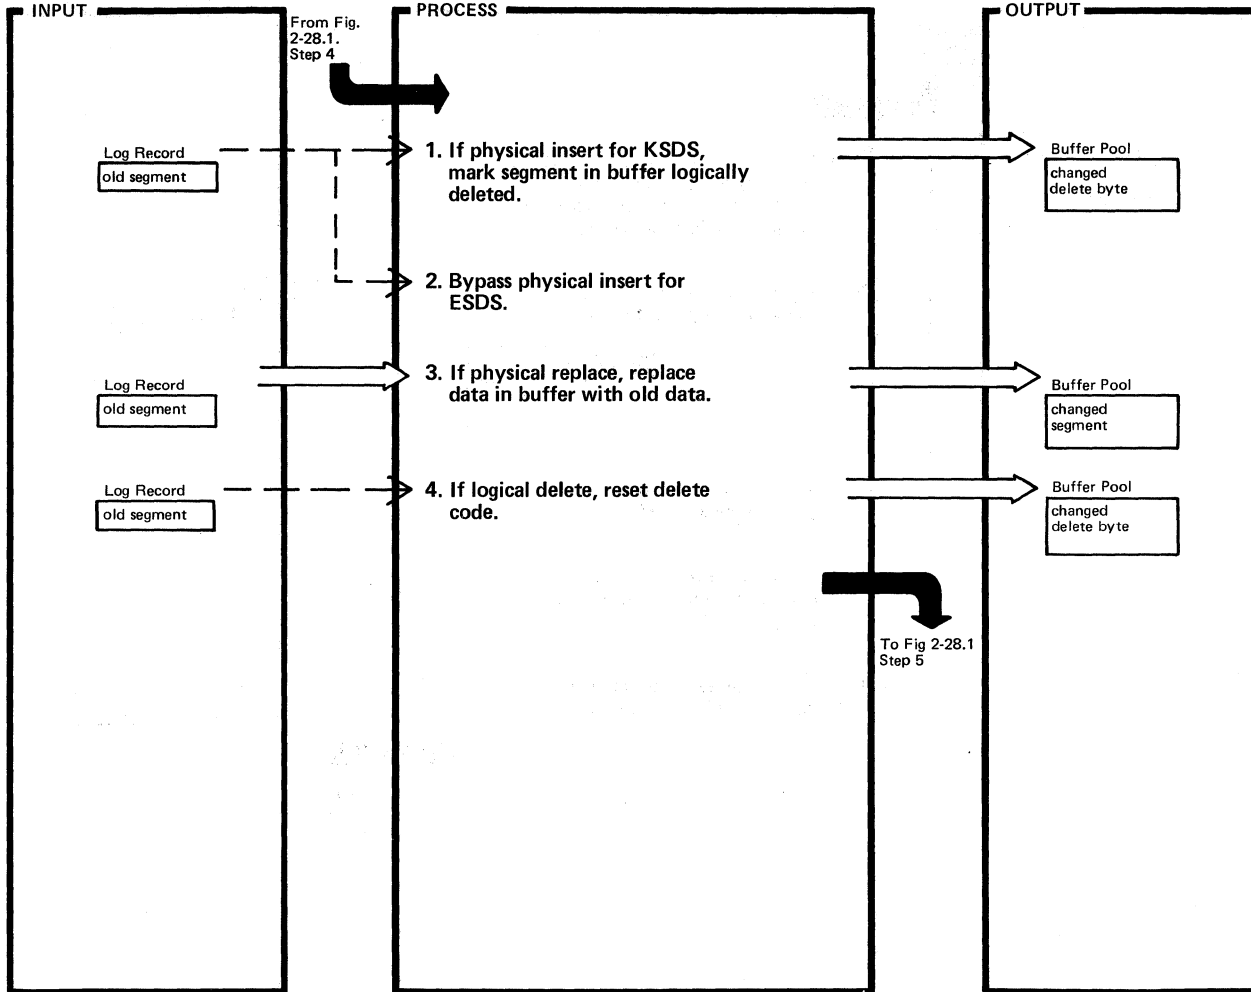 INPUT
PROCESS
OUTPUT
From Fig.
2-28.1.
Step 4
Log Record
old segment
1. If physical insert for KSDS,
mark segment in buffer logically
deleted.
Buffer Pool
changed
delete byte
2. Bypass physical insert for
ESDS.
Log Record
old segment
3. If physical replace, replace
data in buffer with old data.
Buffer Pool
changed
segment
Log Record
old segment
4. If logical delete, reset delete
code.
Buffer Pool
changed
delete byte
To Fig 2-28.1
Step 5